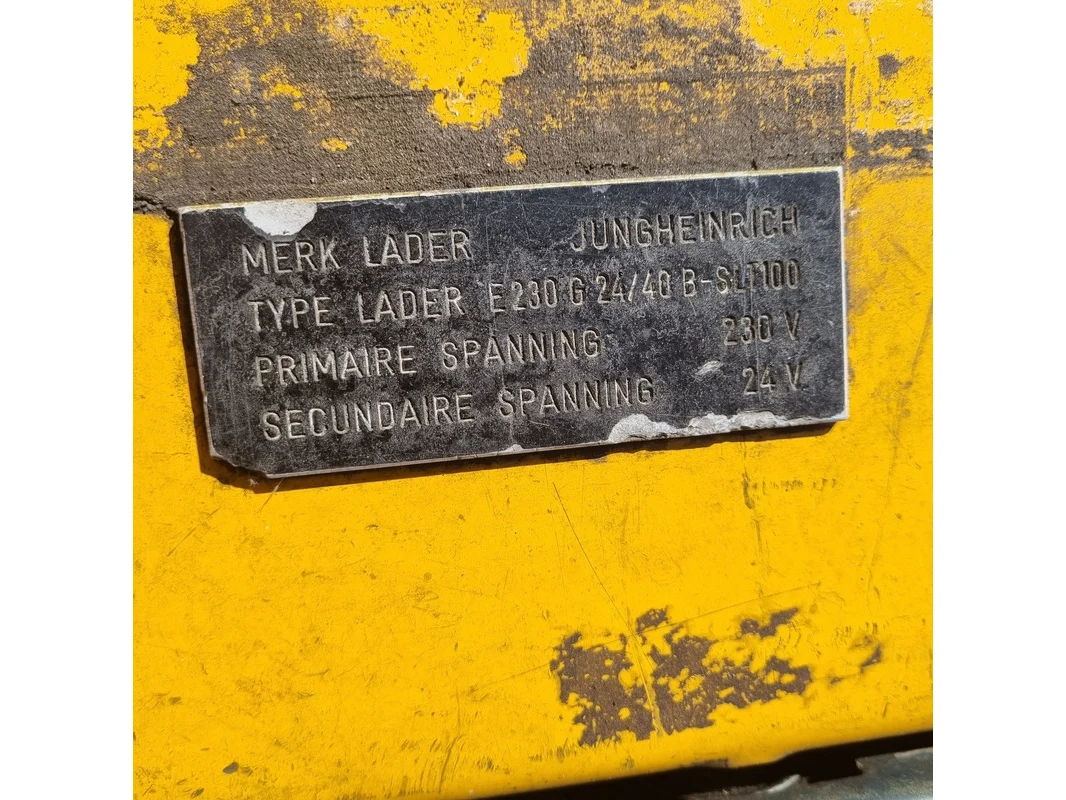 MERK LADER JUNGHEINRICH
TYPE LADER E230 G 24/40 B-SLT100
PRIMAIRE SPANNING 230 V
SECUNDAIRE SPANNING 24 V